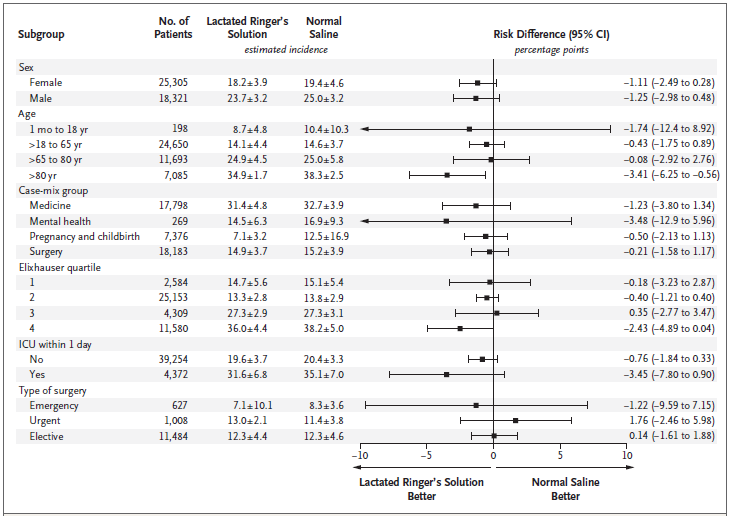 Subgroup No. of Patients Lactated Ringer's Solution Normal Saline Risk Difference (95% CI)
estimated incidence percentage points
Sex
Female 25,305 18.2±3.9 19.4±4.6 −1.11 (−2.49 to 0.28)
Male 18,321 23.7±3.2 25.0±3.2 −1.25 (−2.98 to 0.48)
Age
1 mo to 18 yr 198 8.7±4.8 10.4±10.3 −1.74 (−12.4 to 8.92)
>18 to 65 yr 24,650 14.1±4.4 14.6±3.7 −0.43 (−1.75 to 0.89)
>65 to 80 yr 11,693 24.9±4.5 25.0±5.8 −0.08 (−2.92 to 2.76)
>80 yr 7,085 34.9±1.7 38.3±2.5 −3.41 (−6.25 to −0.56)
Case-mix group
Medicine 17,798 31.4±4.8 32.7±3.9 −1.23 (−3.80 to 1.34)
Mental health 269 14.5±6.3 16.9±9.3 −3.48 (−12.9 to 5.96)
Pregnancy and childbirth 7,376 7.1±3.2 12.5±16.9 −0.50 (−2.13 to 1.13)
Surgery 18,183 14.9±3.7 15.2±3.9 −0.21 (−1.58 to 1.17)
Elixhauser quartile
1 2,584 14.7±5.6 15.1±5.4 −0.18 (−3.23 to 2.87)
2 25,153 13.3±2.8 13.8±2.9 −0.40 (−1.21 to 0.40)
3 4,309 27.3±2.9 27.3±3.1 0.35 (−2.77 to 3.47)
4 11,580 36.0±4.4 38.2±5.0 −2.43 (−4.89 to 0.04)
ICU within 1 day
No 39,254 19.6±3.7 20.4±3.3 −0.76 (−1.84 to 0.33)
Yes 4,372 31.6±6.8 35.1±7.0 −3.45 (−7.80 to 0.90)
Type of surgery
Emergency 627 7.1±10.1 8.3±3.6 −1.22 (−9.59 to 7.15)
Urgent 1,008 13.0±2.1 11.4±3.8 1.76 (−2.46 to 5.98)
Elective 11,484 12.3±4.4 12.3±4.6 0.14 (−1.61 to 1.88)
−10 −5 0 5 10
Lactated Ringer's Solution Better Normal Saline Better